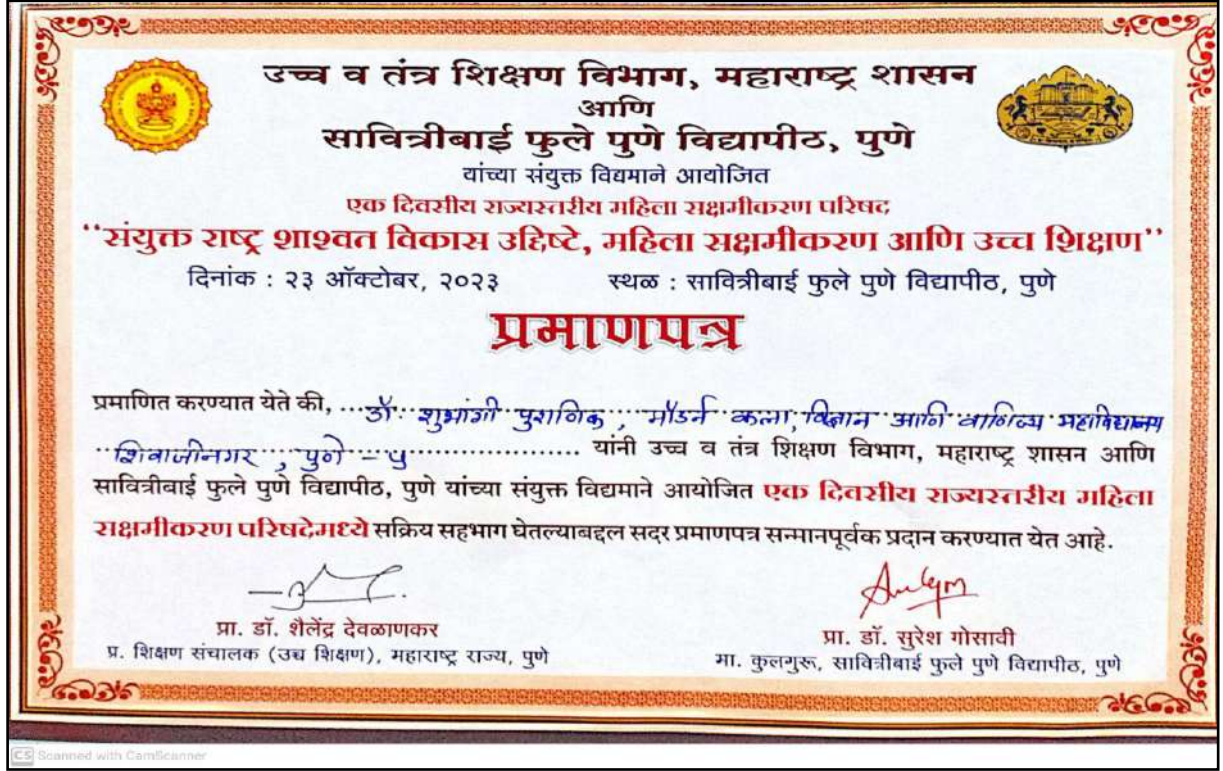 उच्च व तंत्र शिक्षण विभाग, महाराष्ट्र शासन
आणि
सावित्रीबाई फुले पुणे विद्यापीठ, पुणे
यांच्या संयुक्त विद्यमाने आयोजित
एक दिवसीय राज्यस्तरीय महिला सक्षमीकरण परिषद
"संयुक्त राष्ट्र शाश्वत विकास उद्दिष्टे, महिला सक्षमीकरण आणि उच्च शिक्षण"
दिनांक : २३ ऑक्टोबर, २०२३ स्थळ : सावित्रीबाई फुले पुणे विद्यापीठ, पुणे
प्रमाणपत्र
प्रमाणित करण्यात येते की, ...डॉ. शुभांगी पुराणिक, मॉडर्न कला, विज्ञान आणि वाणिज्य महाविद्यालय
शिवाजीनगर, पुणे - ५ ................ यांनी उच्च व तंत्र शिक्षण विभाग, महाराष्ट्र शासन आणि
सावित्रीबाई फुले पुणे विद्यापीठ, पुणे यांच्या संयुक्त विद्यमाने आयोजित एक दिवसीय राज्यस्तरीय महिला
सक्षमीकरण परिषदेमध्ये सक्रिय सहभाग घेतल्याबद्दल सदर प्रमाणपत्र सन्मानपूर्वक प्रदान करण्यात येत आहे.
प्रा. डॉ. शैलेंद्र देवळाणकर
प्र. शिक्षण संचालक (उच्च शिक्षण), महाराष्ट्र राज्य, पुणे
प्रा. डॉ. सुरेश गोसावी
मा. कुलगुरू, सावित्रीबाई फुले पुणे विद्यापीठ, पुणे
CS Scanned with CamScanner